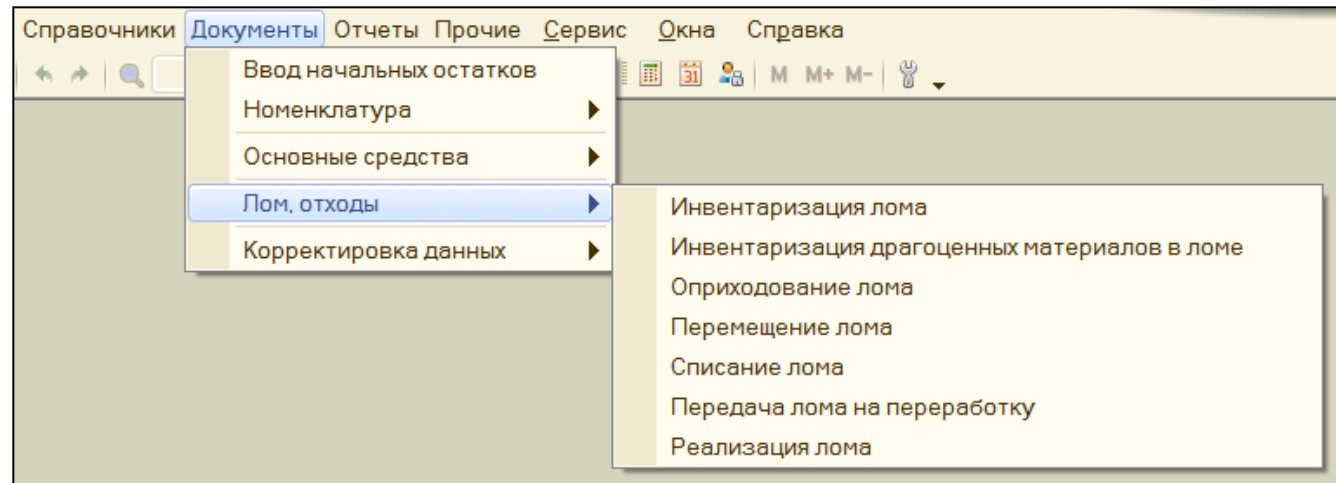 Справочники Документы Отчеты Прочие Сервис Окна Справка
Ввод начальных остатков
31 M M+ M-
Номенклатура
Основные средства
Лом, отходы
Инвентаризация лома
Инвентаризация драгоценных материалов в ломе
Корректировка данных
Оприходование лома
Перемещение лома
Списание лома
Передача лома на переработку
Реализация лома